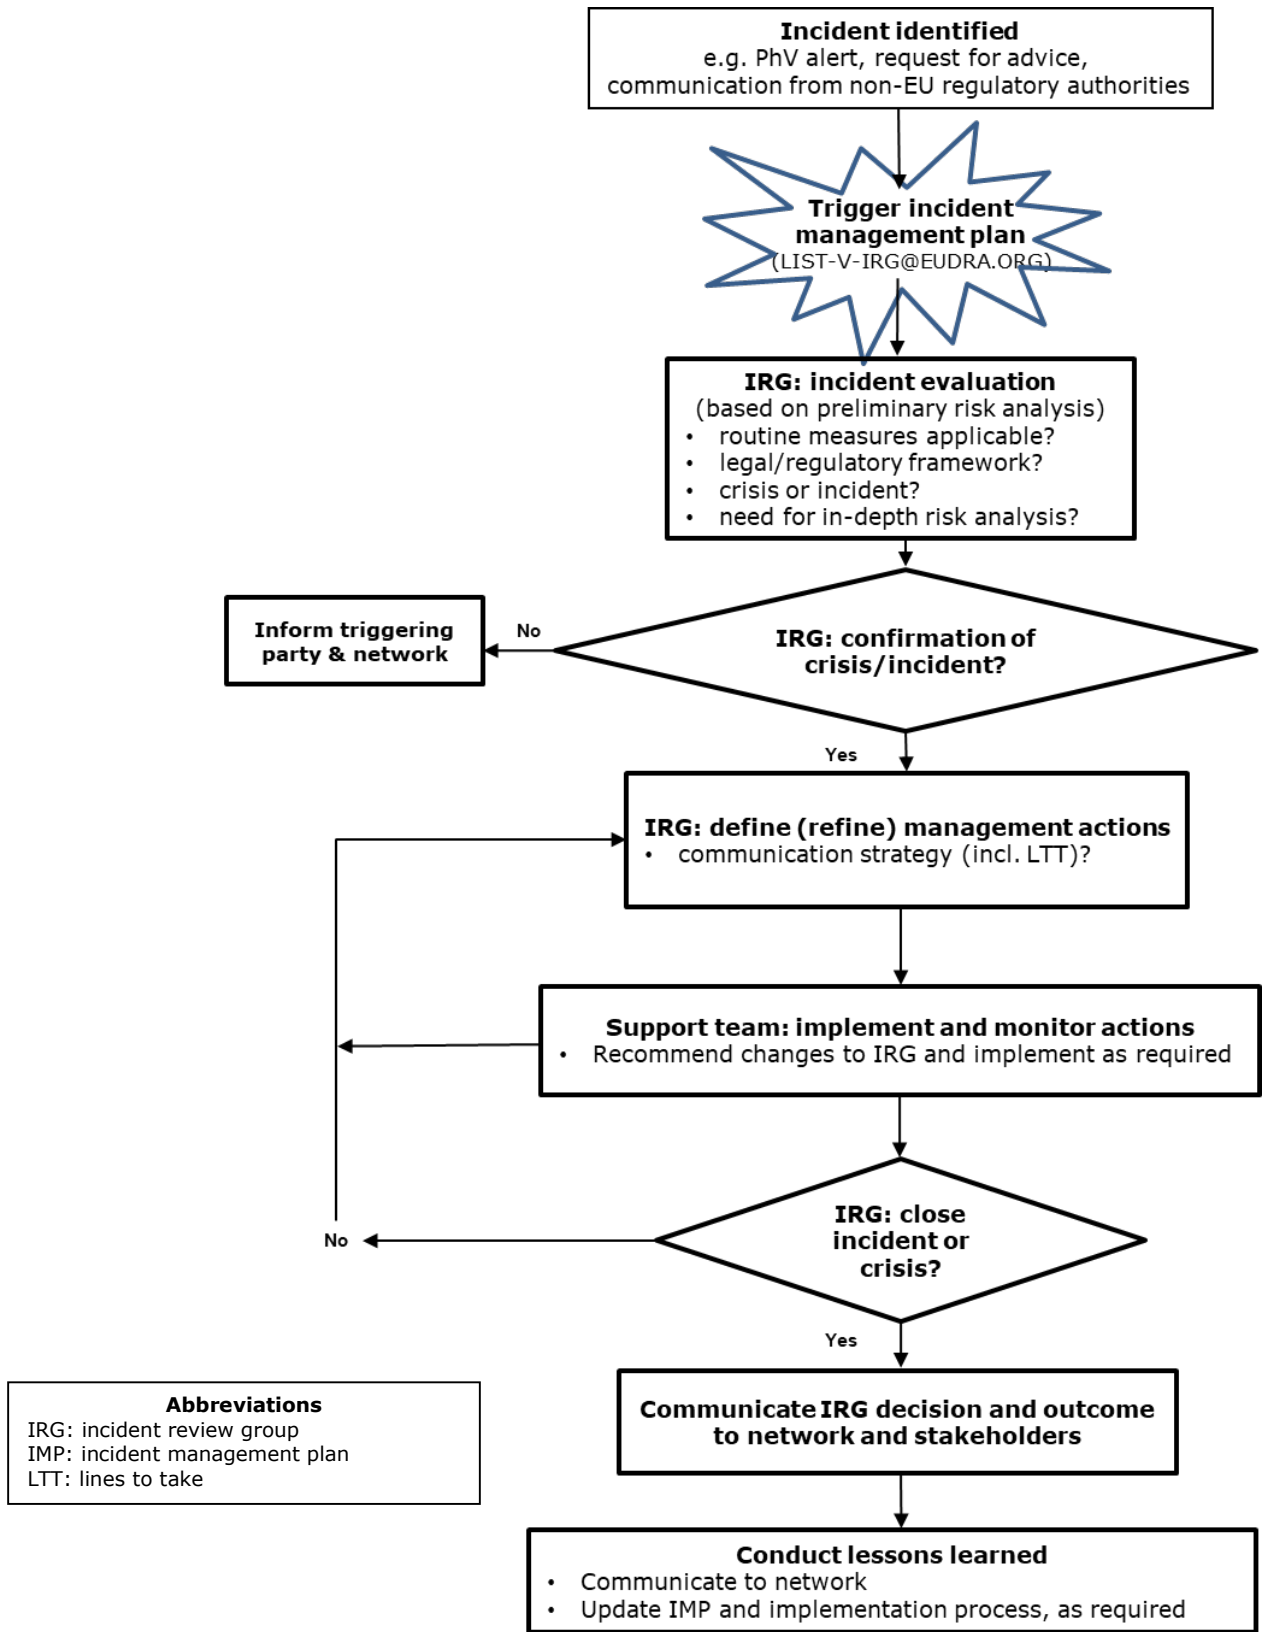 Incident identified
e.g. PhV alert, request for advice,
communication from non-EU regulatory authorities
Trigger incident
management plan
(LIST-V-IRG@EUDRA.ORG)
IRG: incident evaluation
(based on preliminary risk analysis)
• routine measures applicable?
• legal/regulatory framework?
• crisis or incident?
• need for in-depth risk analysis?
IRG: confirmation of
crisis/incident?
No
Inform triggering
party & network
Yes
IRG: define (refine) management actions
• communication strategy (incl. LTT)?
Support team: implement and monitor actions
• Recommend changes to IRG and implement as required
IRG: close
incident or
crisis?
No
Yes
Communicate IRG decision and outcome
to network and stakeholders
Abbreviations
IRG: incident review group
IMP: incident management plan
LTT: lines to take
Conduct lessons learned
• Communicate to network
• Update IMP and implementation process, as required